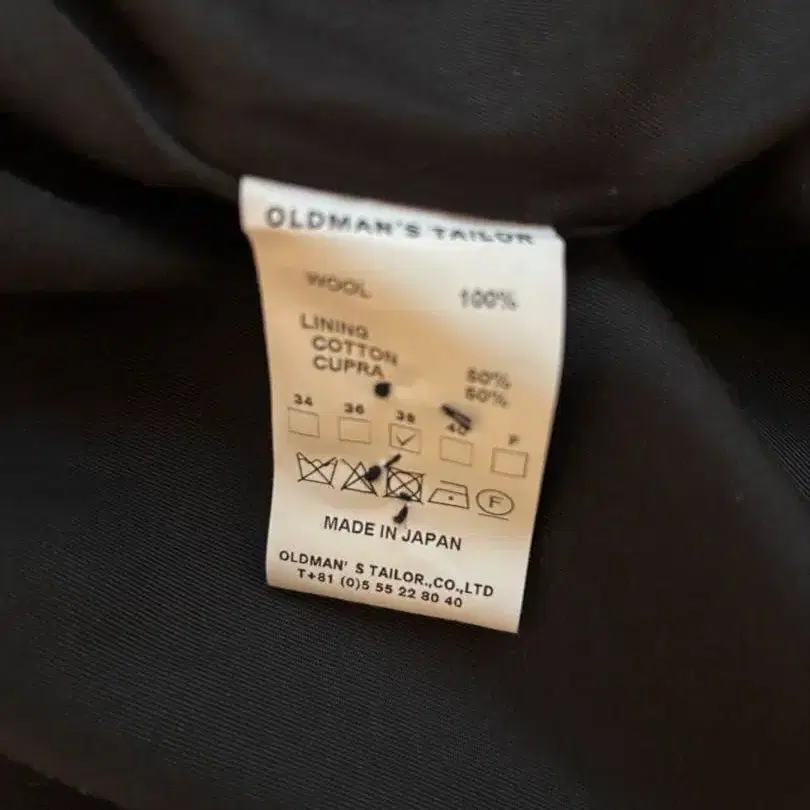 OLDMAN'S TAILOR
WOOL 100%
LINING
COTTON 50%
CUPRA 50%
34 36 38 40 F
F
MADE IN JAPAN
OLDMAN' S TAILOR.,CO.,LTD
T+81 (0)5 55 22 80 40